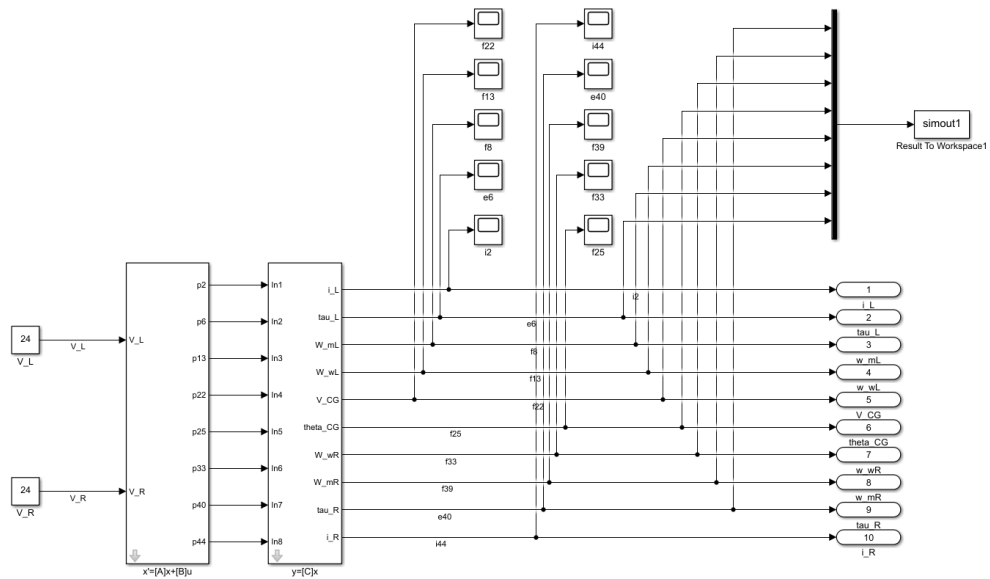 f22
i44
f13
e40
f8
f39
e6
f33
i2
f25
simout1
Result To Workspace1
24
V_L
V_L
24
V_R
V_R
V_L
V_R
p2
p6
p13
p22
p25
p33
p40
p44
x'=[A]x+[B]u
In1
In2
In3
In4
In5
In6
In7
In8
i_L
tau_L
W_mL
W_wL
V_CG
theta_CG
W_wR
W_mR
tau_R
i_R
y=[C]x
i2
e6
f8
f13
f22
f25
f33
f39
e40
i44
1
i_L
2
tau_L
3
w_mL
4
w_wL
5
V_CG
6
theta_CG
7
w_wR
8
w_mR
9
tau_R
10
i_R